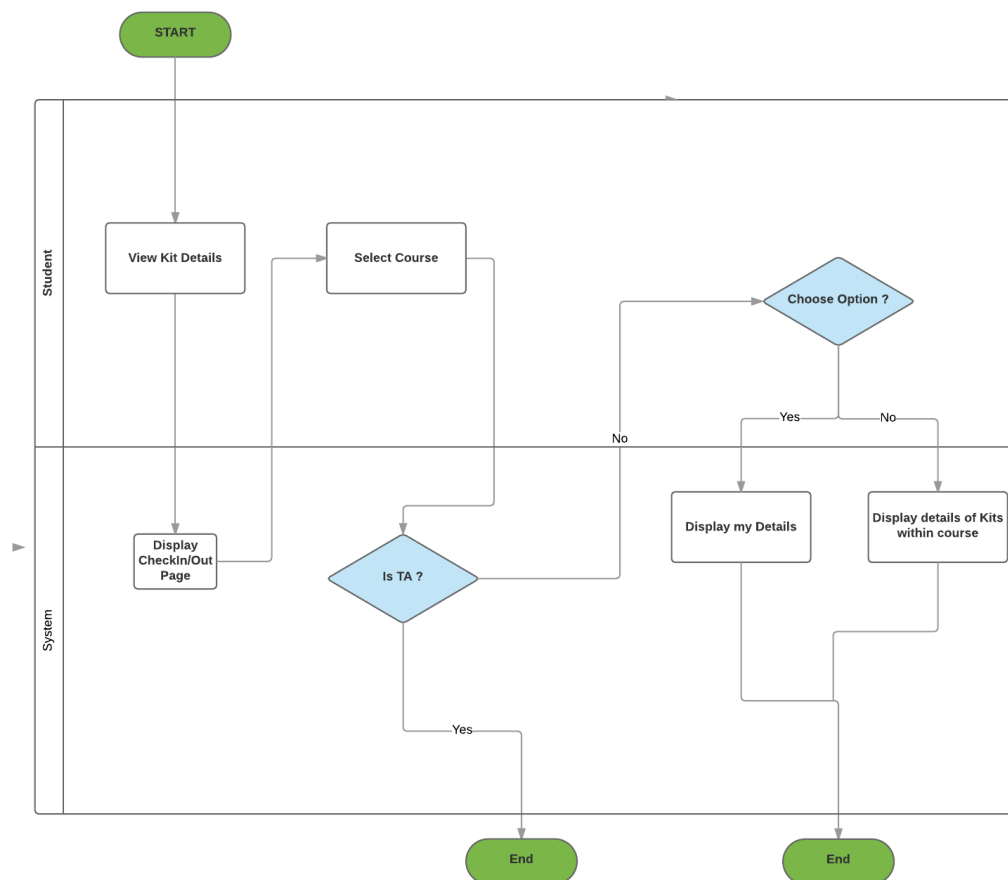 START
Student
View Kit Details
Select Course
Choose Option ?
Yes
No
No
System
Display
CheckIn/Out
Page
Is TA ?
Display my Details
Display details of Kits
within course
Yes
End
End